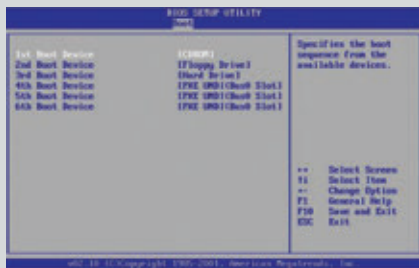 BIOS SETUP UTILITY
Boot
1st Boot Device [CDROM]
2nd Boot Device [Floppy Drive]
3rd Boot Device [Hard Drive]
4th Boot Device [PXE UNDI(Bus0 Slot]
5th Boot Device [PXE UNDI(Bus0 Slot]
6th Boot Device [PXE UNDI(Bus0 Slot]
Specifies the boot
sequence from the
available devices.
↔ Select Screen
↑↓ Select Item
+- Change Option
F1 General Help
F10 Save and Exit
ESC Exit
v02.10 (C)Copyright 1985-2001, American Megatrends, Inc.